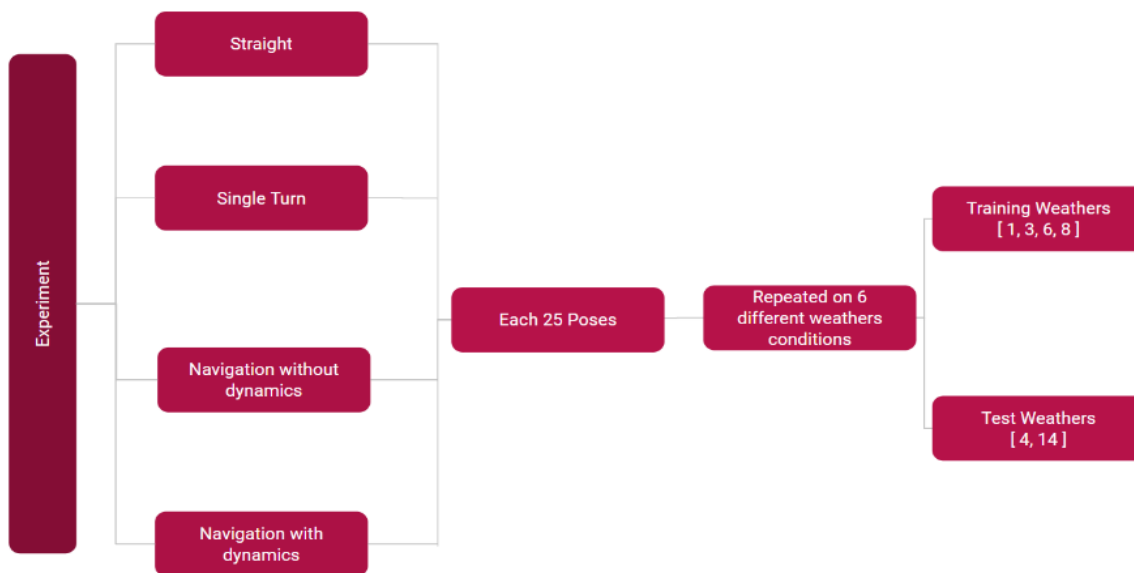 Experiment
Straight
Single Turn
Navigation without
dynamics
Navigation with
dynamics
Each 25 Poses
Repeated on 6
different weathers
conditions
Training Weathers
[ 1, 3, 6, 8 ]
Test Weathers
[ 4, 14 ]